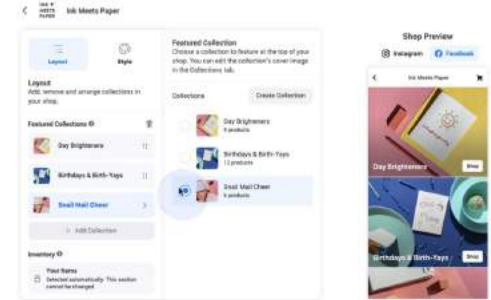 INK ♥
MEETS
PAPER
Ink Meets Paper
Layout
Style
Layout
Add, remove and arrange collections in
your shop.
Featured Collections
Day Brighteners
Birthdays & Birth-Yays
Snail Mail Cheer
+ Add Collection
Inventory
Your Items
Selected automatically. This section
cannot be changed
Featured Collection
Choose a collection to feature at the top of your
shop. You can edit the collection's cover image
in the Collections tab.
Collections
Create Collection
Day Brighteners
9 products
Birthdays & Birth-Yays
12 products
Snail Mail Cheer
6 products
Shop Preview
Instagram
Facebook
Ink Meets Paper
Day Brighteners
Shop
Birthdays & Birth-Yays
Shop